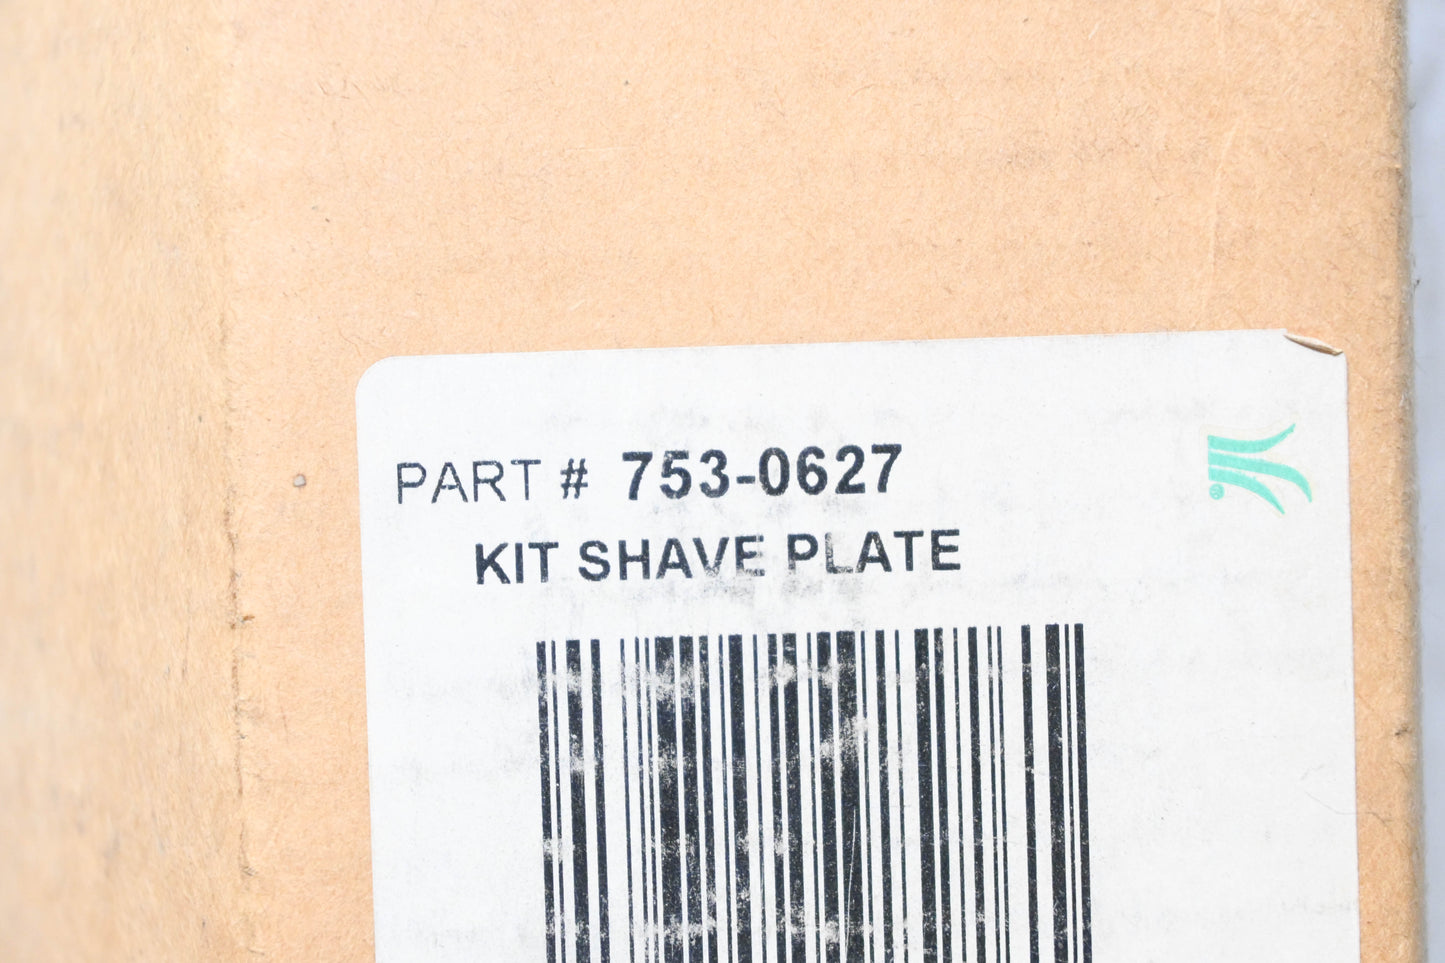 PART # 753-0627
KIT SHAVE PLATE
®